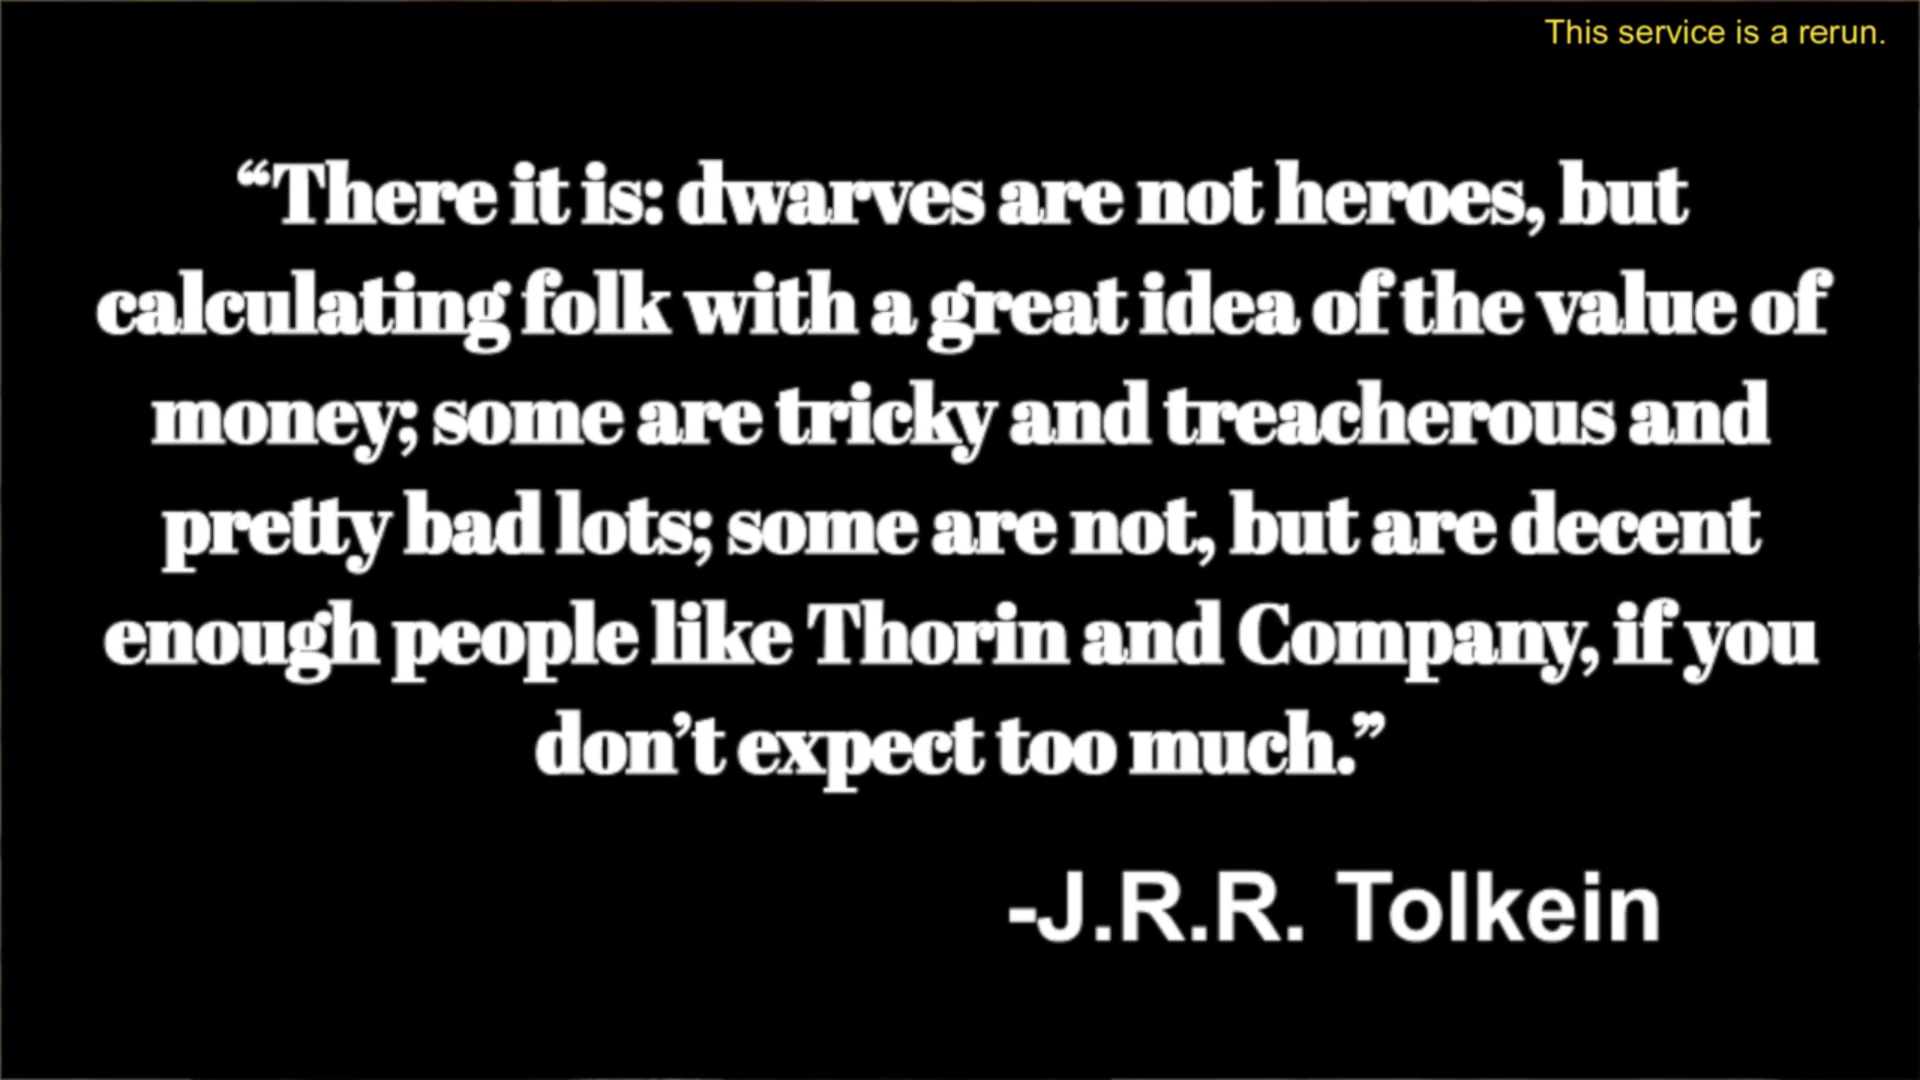 This service is a rerun.
“There it is: dwarves are not heroes, but
calculating folk with a great idea of the value of
money; some are tricky and treacherous and
pretty bad lots; some are not, but are decent
enough people like Thorin and Company, if you
don’t expect too much.”
-J.R.R. Tolkein